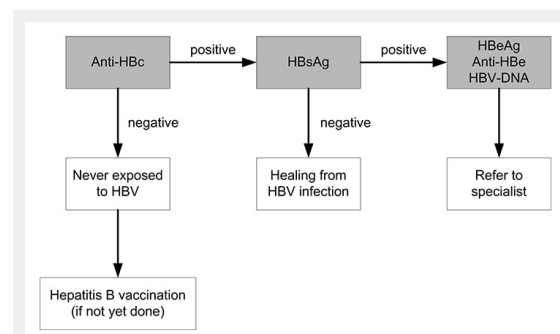 Anti-HBc
positive
HBsAg
positive
HBeAg
Anti-HBe
HBV-DNA
negative
negative
Never exposed
to HBV
Healing from
HBV infection
Refer to
specialist
Hepatitis B vaccination
(if not yet done)